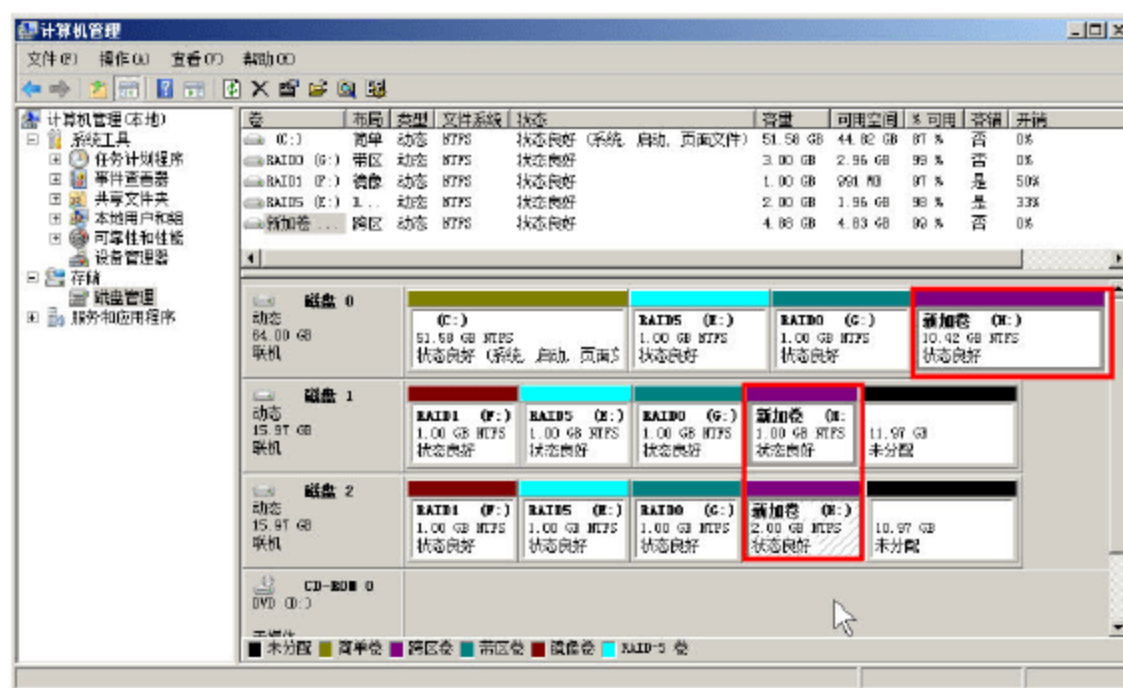 计算机管理
文件(F) 操作(A) 查看(V) 帮助(H)
计算机管理(本地)
系统工具
任务计划程序
事件查看器
共享文件夹
本地用户和组
可靠性和性能
设备管理器
存储
磁盘管理
服务和应用程序
卷 布局 类型 文件系统 状态 容量 可用空间 % 可用 容错 开销
(C:) 简单 动态 NTFS 状态良好 (系统, 启动, 页面文件) 51.58 GB 44.82 GB 87 % 否 0%
RAID0 (G:) 带区 动态 NTFS 状态良好 3.00 GB 2.96 GB 99 % 否 0%
RAID1 (F:) 镜像 动态 NTFS 状态良好 1.00 GB 991 MB 97 % 是 50%
RAID5 (E:) R... 动态 NTFS 状态良好 2.00 GB 1.96 GB 98 % 是 33%
新加卷 ... 跨区 动态 NTFS 状态良好 4.88 GB 4.83 GB 99 % 否 0%
磁盘 0
动态
64.00 GB
联机
(C:)
51.58 GB NTFS
状态良好 (系统, 启动, 页面文
RAID5 (E:)
1.00 GB NTFS
状态良好
RAID0 (G:)
1.00 GB NTFS
状态良好
新加卷 (H:)
10.42 GB NTFS
状态良好
磁盘 1
动态
15.97 GB
联机
RAID1 (F:)
1.00 GB NTFS
状态良好
RAID5 (E:)
1.00 GB NTFS
状态良好
RAID0 (G:)
1.00 GB NTFS
状态良好
新加卷 (H:
1.00 GB NTFS
状态良好
11.97 GB
未分配
磁盘 2
动态
15.97 GB
联机
RAID1 (F:)
1.00 GB NTFS
状态良好
RAID5 (E:)
1.00 GB NTFS
状态良好
RAID0 (G:)
1.00 GB NTFS
状态良好
新加卷 (H:)
2.00 GB NTFS
状态良好
10.97 GB
未分配
CD-ROM 0
DVD (D:)
未分配 简单卷 跨区卷 带区卷 镜像卷 RAID-5 卷